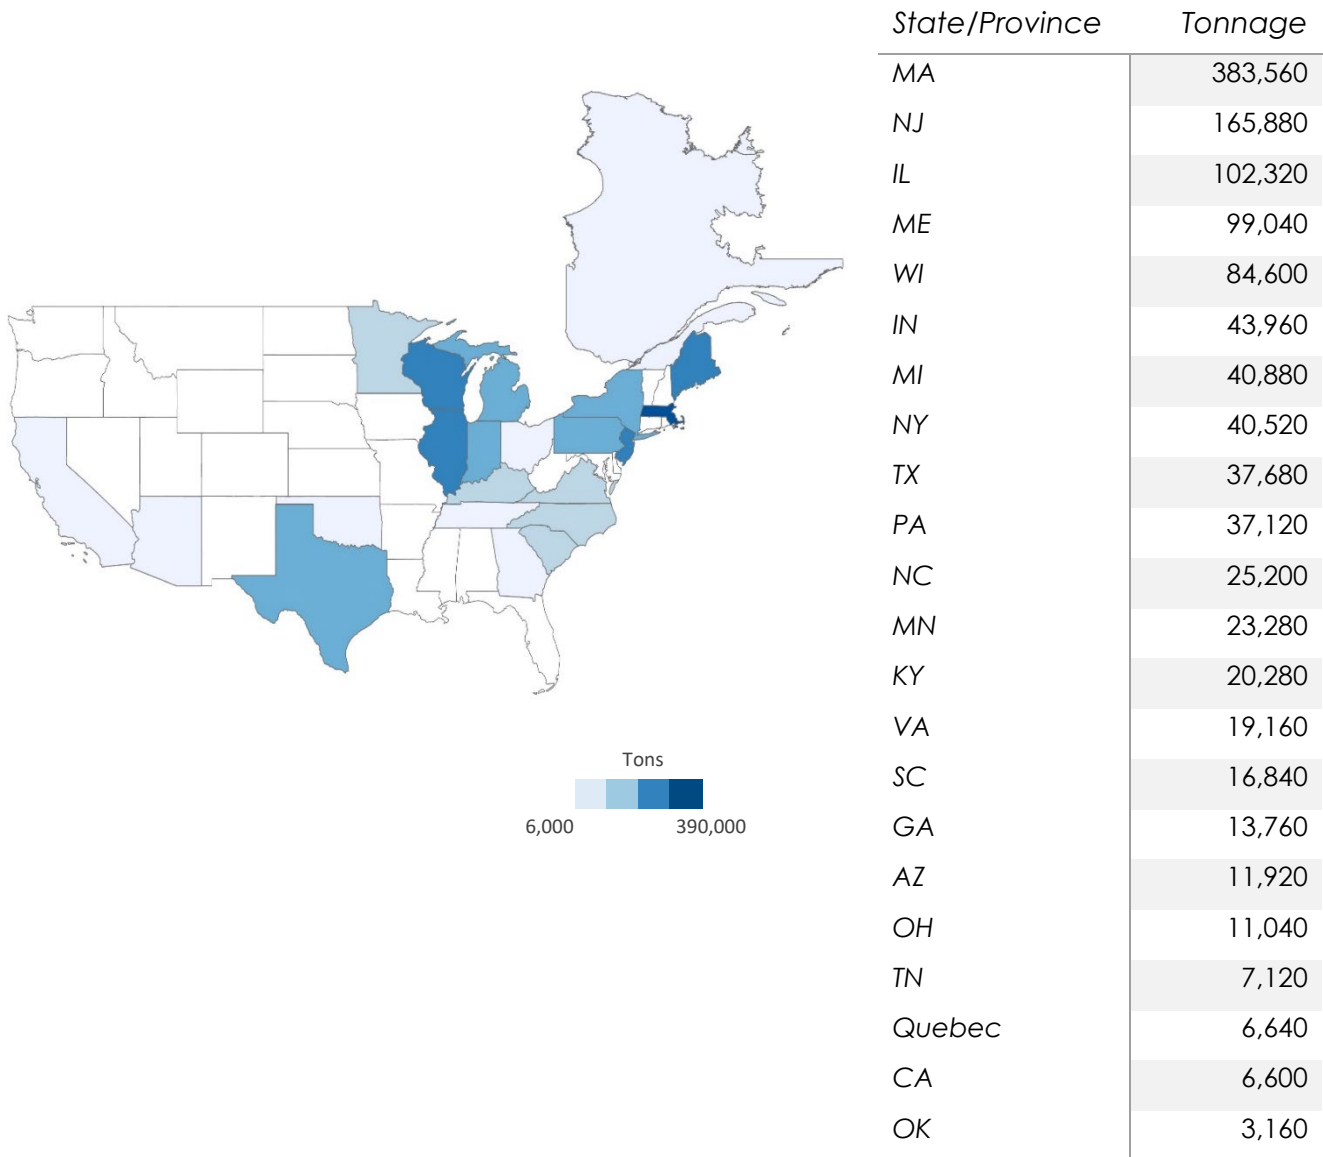 State/Province Tonnage
MA 383,560
NJ 165,880
IL 102,320
ME 99,040
WI 84,600
IN 43,960
MI 40,880
NY 40,520
TX 37,680
PA 37,120
NC 25,200
MN 23,280
KY 20,280
VA 19,160
SC 16,840
GA 13,760
AZ 11,920
OH 11,040
TN 7,120
Quebec 6,640
CA 6,600
OK 3,160
Tons
6,000 390,000